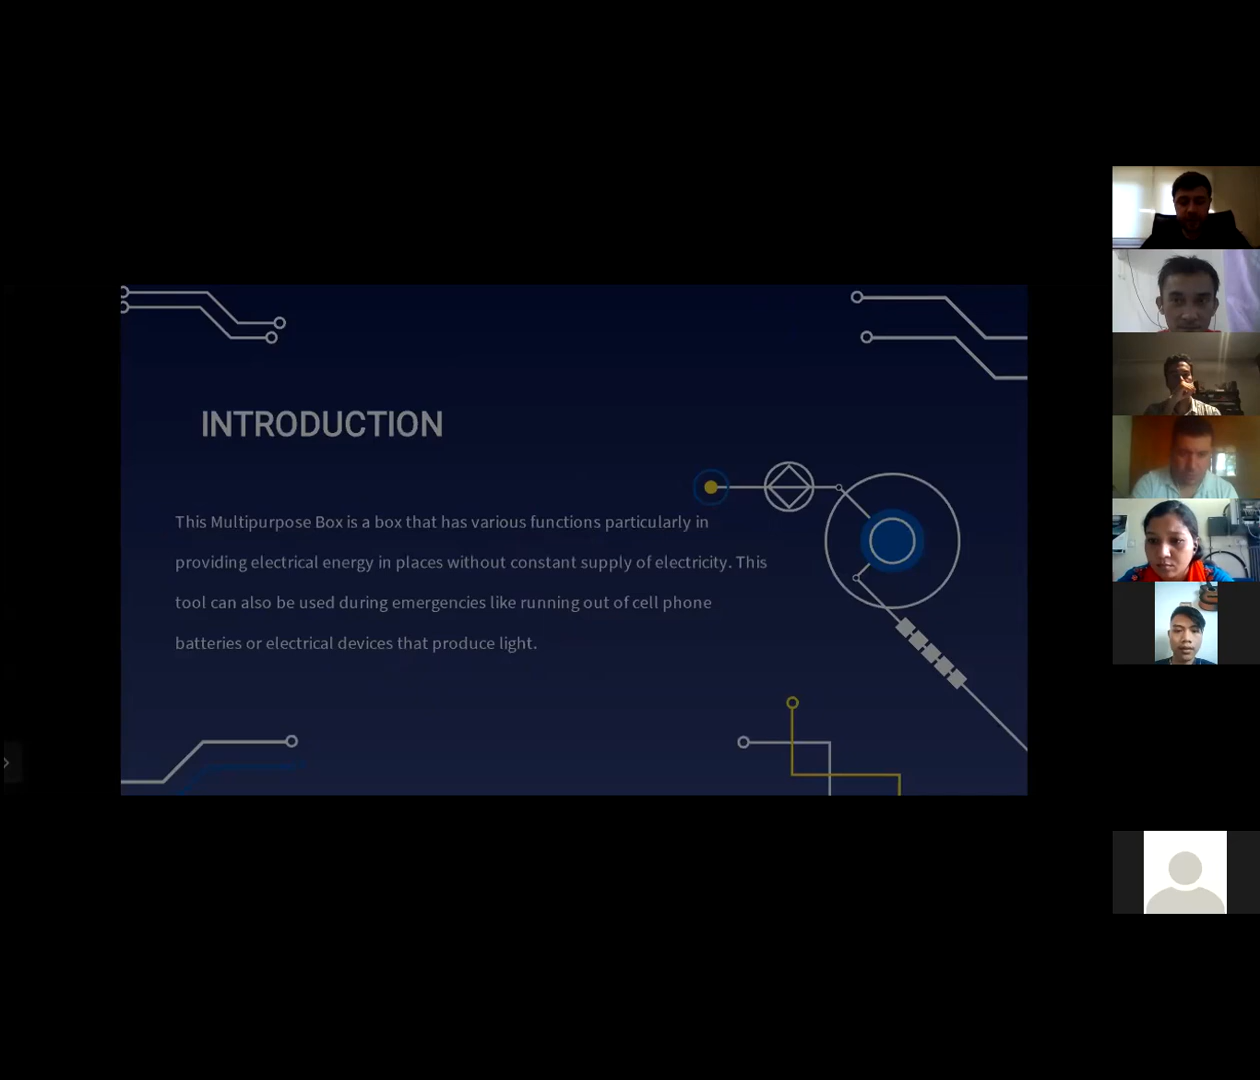 INTRODUCTION
This Multipurpose Box is a box that has various functions particularly in
providing electrical energy in places without constant supply of electricity. This
tool can also be used during emergencies like running out of cell phone
batteries or electrical devices that produce light.